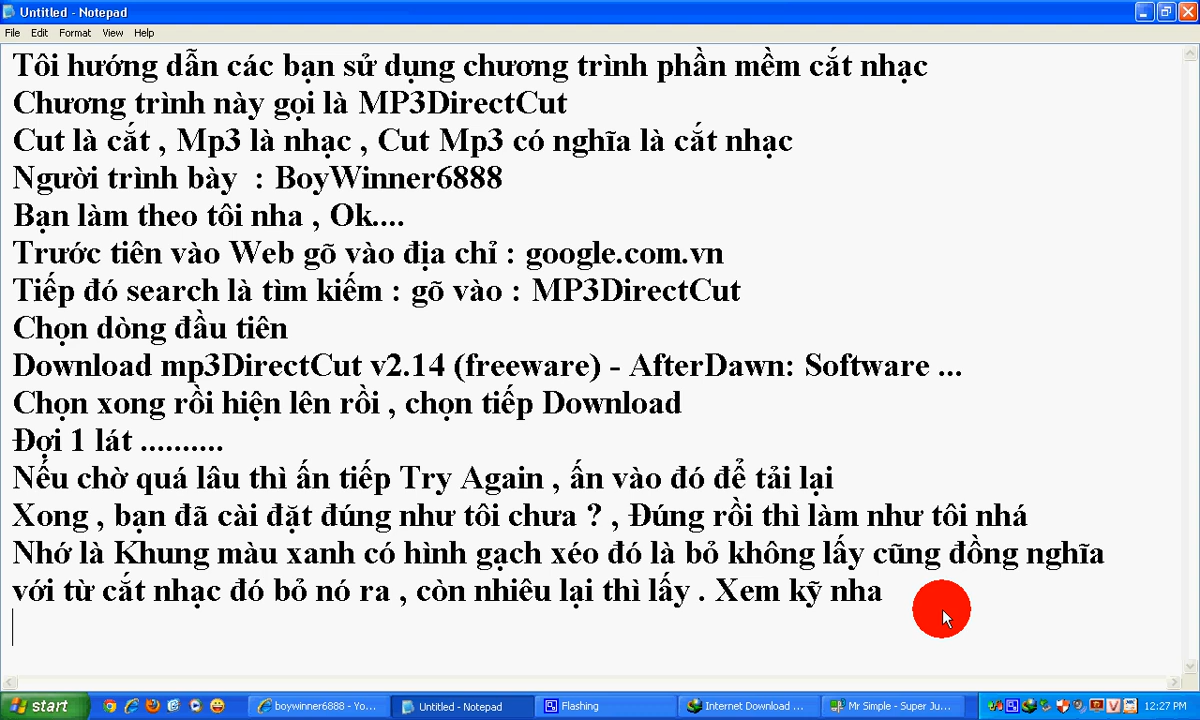 Untitled - Notepad
File Edit Format View Help
Tôi hướng dẫn các bạn sử dụng chương trình phần mềm cắt nhạc
Chương trình này gọi là MP3DirectCut
Cut là cắt , Mp3 là nhạc , Cut Mp3 có nghĩa là cắt nhạc
Người trình bày  : BoyWinner6888
Bạn làm theo tôi nha , Ok....
Trước tiên vào Web gõ vào địa chỉ : google.com.vn
Tiếp đó search là tìm kiếm : gõ vào : MP3DirectCut
Chọn dòng đầu tiên
Download mp3DirectCut v2.14 (freeware) - AfterDawn: Software ...
Chọn xong rồi hiện lên rồi , chọn tiếp Download
Đợi 1 lát ..........
Nếu chờ quá lâu thì ấn tiếp Try Again , ấn vào đó để tải lại
Xong , bạn đã cài đặt đúng như tôi chưa ? , Đúng rồi thì làm như tôi nhá
Nhớ là Khung màu xanh có hình gạch xéo đó là bỏ không lấy cũng đồng nghĩa
với từ cắt nhạc đó bỏ nó ra , còn nhiêu lại thì lấy . Xem kỹ nha
start boywinner6888 - Yo... Untitled - Notepad Flashing Internet Download ... Mr Simple - Super Ju... 12:27 PM